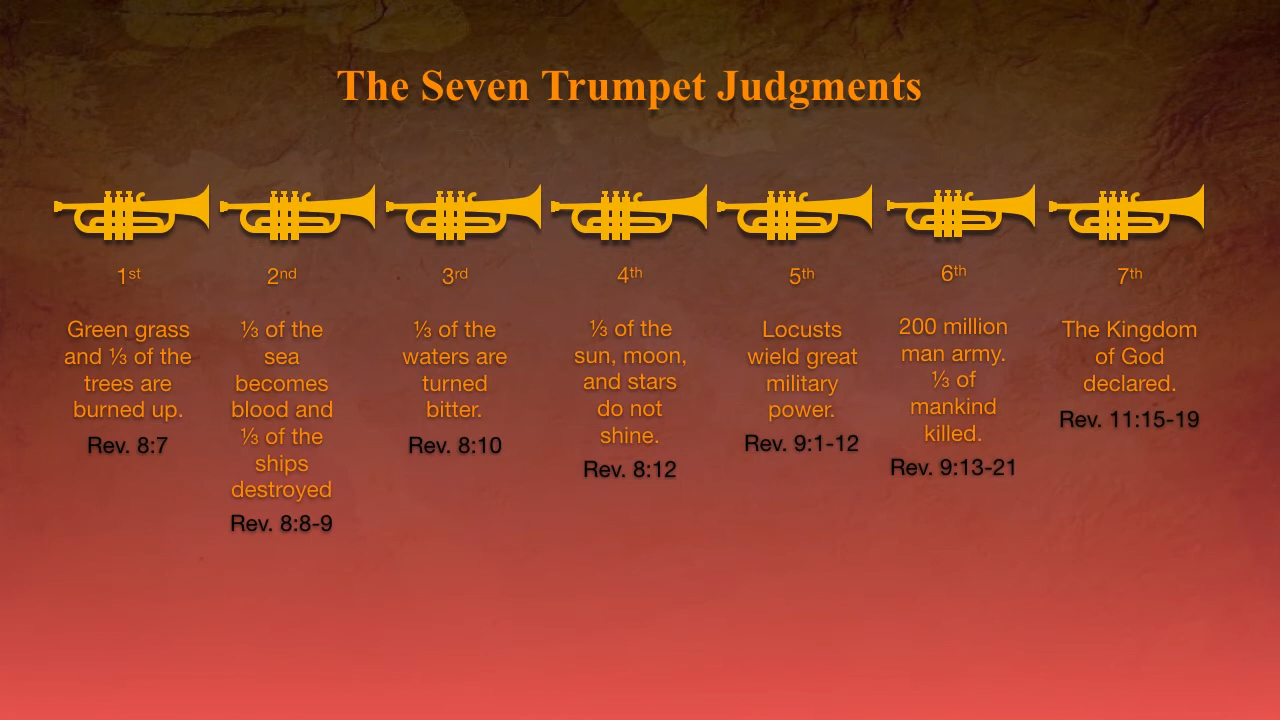 The Seven Trumpet Judgments
1st
Green grass
and ⅓ of the
trees are
burned up.
Rev. 8:7
2nd
⅓ of the
sea
becomes
blood and
⅓ of the
ships
destroyed
Rev. 8:8-9
3rd
⅓ of the
waters are
turned
bitter.
Rev. 8:10
4th
⅓ of the
sun, moon,
and stars
do not
shine.
Rev. 8:12
5th
Locusts
wield great
military
power.
Rev. 9:1-12
6th
200 million
man army.
⅓ of
mankind
killed.
Rev. 9:13-21
7th
The Kingdom
of God
declared.
Rev. 11:15-19